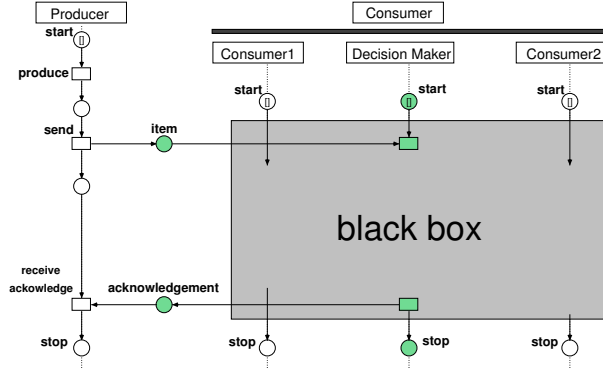 Producer
Consumer
start
[]
Consumer1
Decision Maker
Consumer2
produce
start
start
start
[]
[]
[]
send
item
black box
receive
ackowledge
acknowledgement
stop
stop
stop
stop